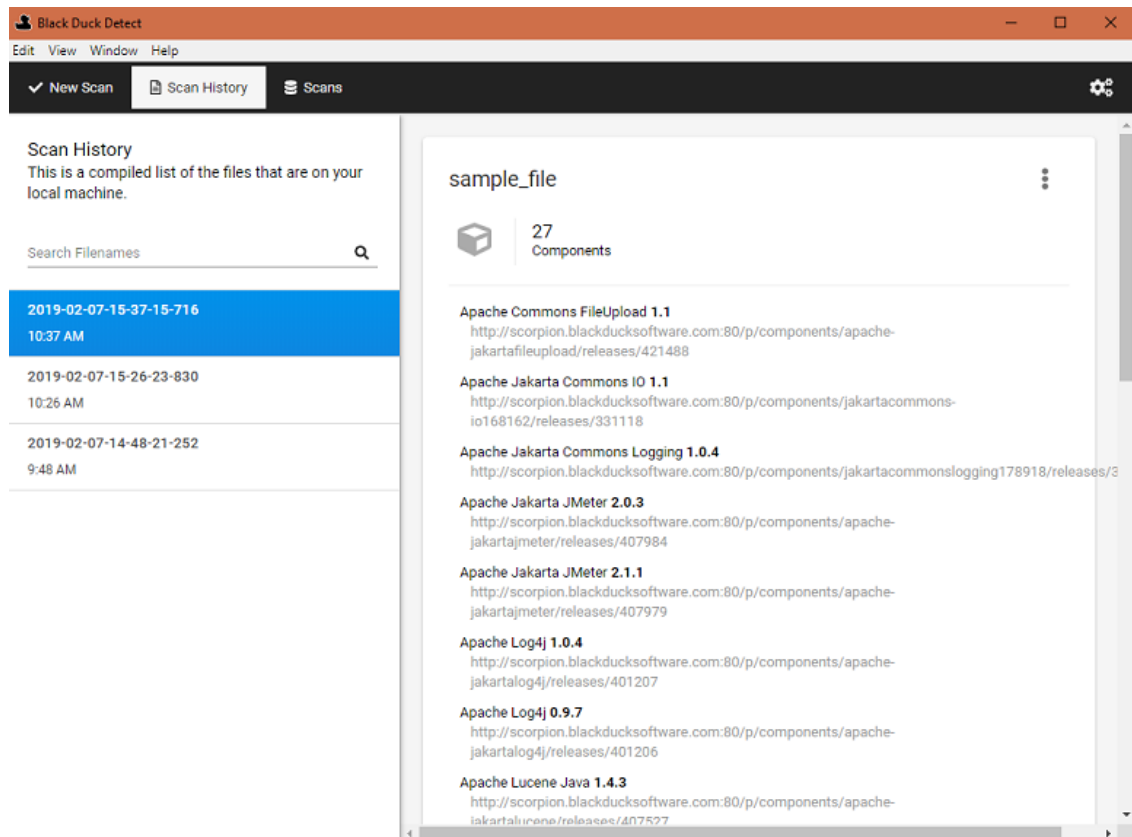 Black Duck Detect
Edit View Window Help
New Scan Scan History Scans
Scan History
This is a compiled list of the files that are on your
local machine.
Search Filenames
2019-02-07-15-37-15-716
10:37 AM
2019-02-07-15-26-23-830
10:26 AM
2019-02-07-14-48-21-252
9:48 AM
sample_file
27
Components
Apache Commons FileUpload 1.1
http://scorpion.blackducksoftware.com:80/p/components/apache-
jakartafileupload/releases/421488
Apache Jakarta Commons IO 1.1
http://scorpion.blackducksoftware.com:80/p/components/jakartacommons-
io168162/releases/331118
Apache Jakarta Commons Logging 1.0.4
http://scorpion.blackducksoftware.com:80/p/components/jakartacommonslogging178918/releases/3
Apache Jakarta JMeter 2.0.3
http://scorpion.blackducksoftware.com:80/p/components/apache-
jakartajmeter/releases/407984
Apache Jakarta JMeter 2.1.1
http://scorpion.blackducksoftware.com:80/p/components/apache-
jakartajmeter/releases/407979
Apache Log4j 1.0.4
http://scorpion.blackducksoftware.com:80/p/components/apache-
jakartalog4j/releases/401207
Apache Log4j 0.9.7
http://scorpion.blackducksoftware.com:80/p/components/apache-
jakartalog4j/releases/401206
Apache Lucene Java 1.4.3
http://scorpion.blackducksoftware.com:80/p/components/apache-
jakartalucene/releases/407527